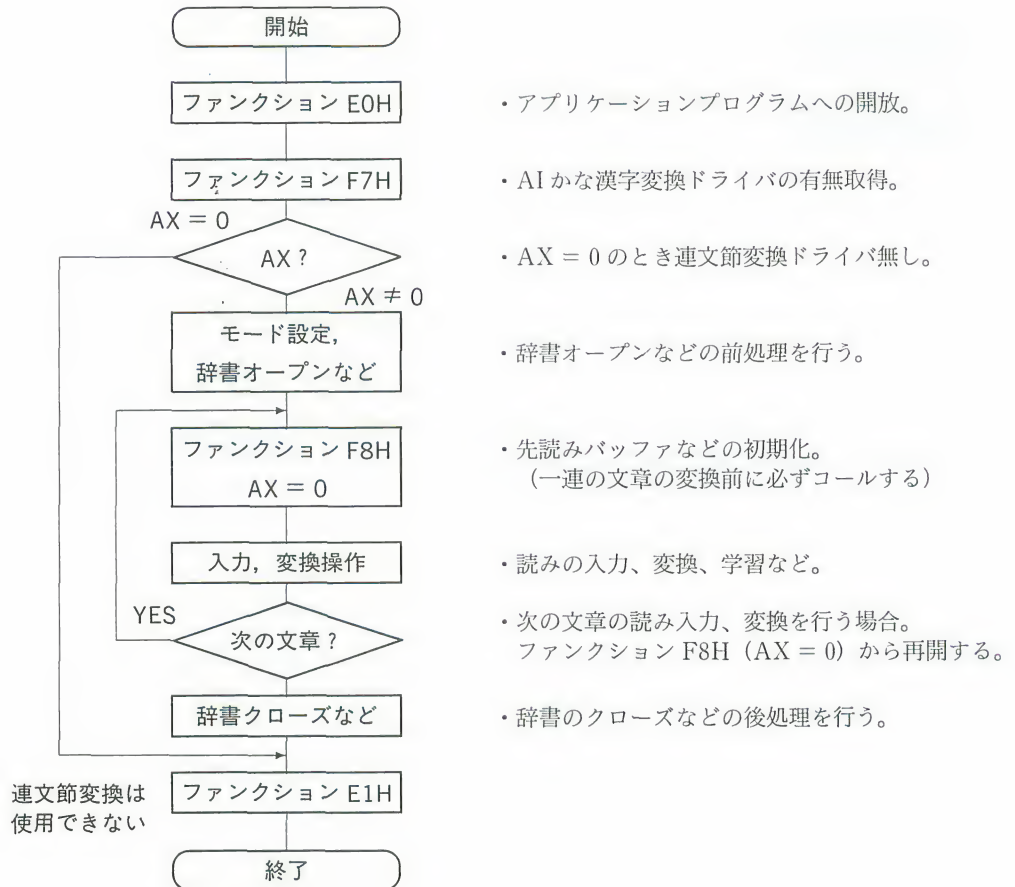 開始
ファンクション E0H
・アプリケーションプログラムへの開放。
ファンクション F7H
・AIかな漢字変換ドライバの有無取得。
AX = 0
AX ?
・AX = 0 のとき連文節変換ドライバ無し。
AX ≠ 0
モード設定,
辞書オープンなど
・辞書オープンなどの前処理を行う。
ファンクション F8H
AX = 0
・先読みバッファなどの初期化。
(一連の文章の変換前に必ずコールする)
入力, 変換操作
・読みの入力、変換、学習など。
YES
次の文章 ?
・次の文章の読み入力、変換を行う場合。
ファンクション F8H (AX = 0) から再開する。
辞書クローズなど
・辞書のクローズなどの後処理を行う。
連文節変換は
使用できない
ファンクション E1H
終了